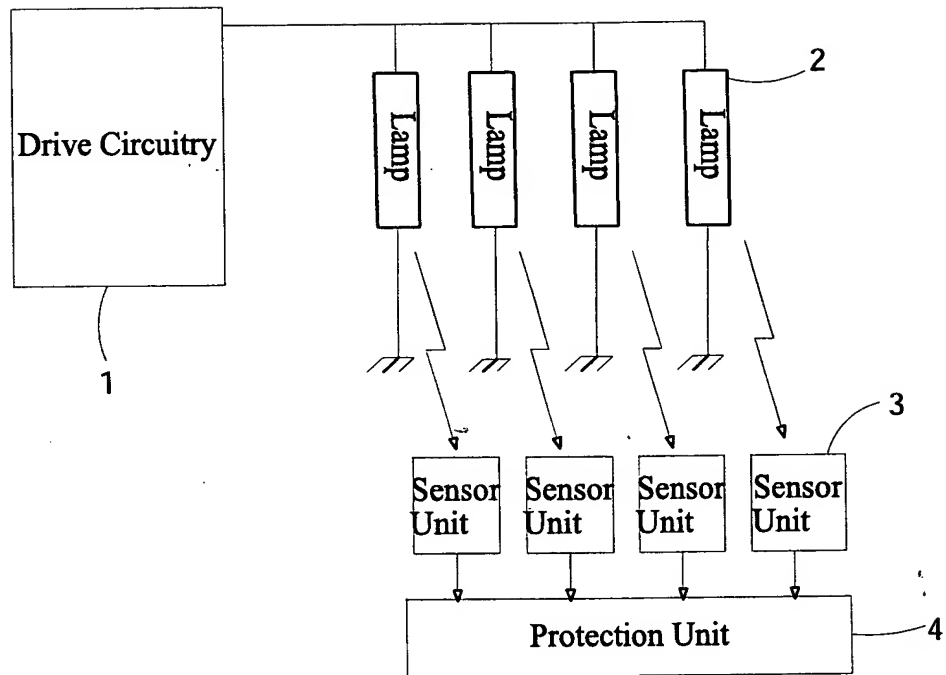 2
Drive Circuitry
Lamp
Lamp
Lamp
Lamp
1
3
Sensor
Unit
Sensor
Unit
Sensor
Unit
Sensor
Unit
Protection Unit
4